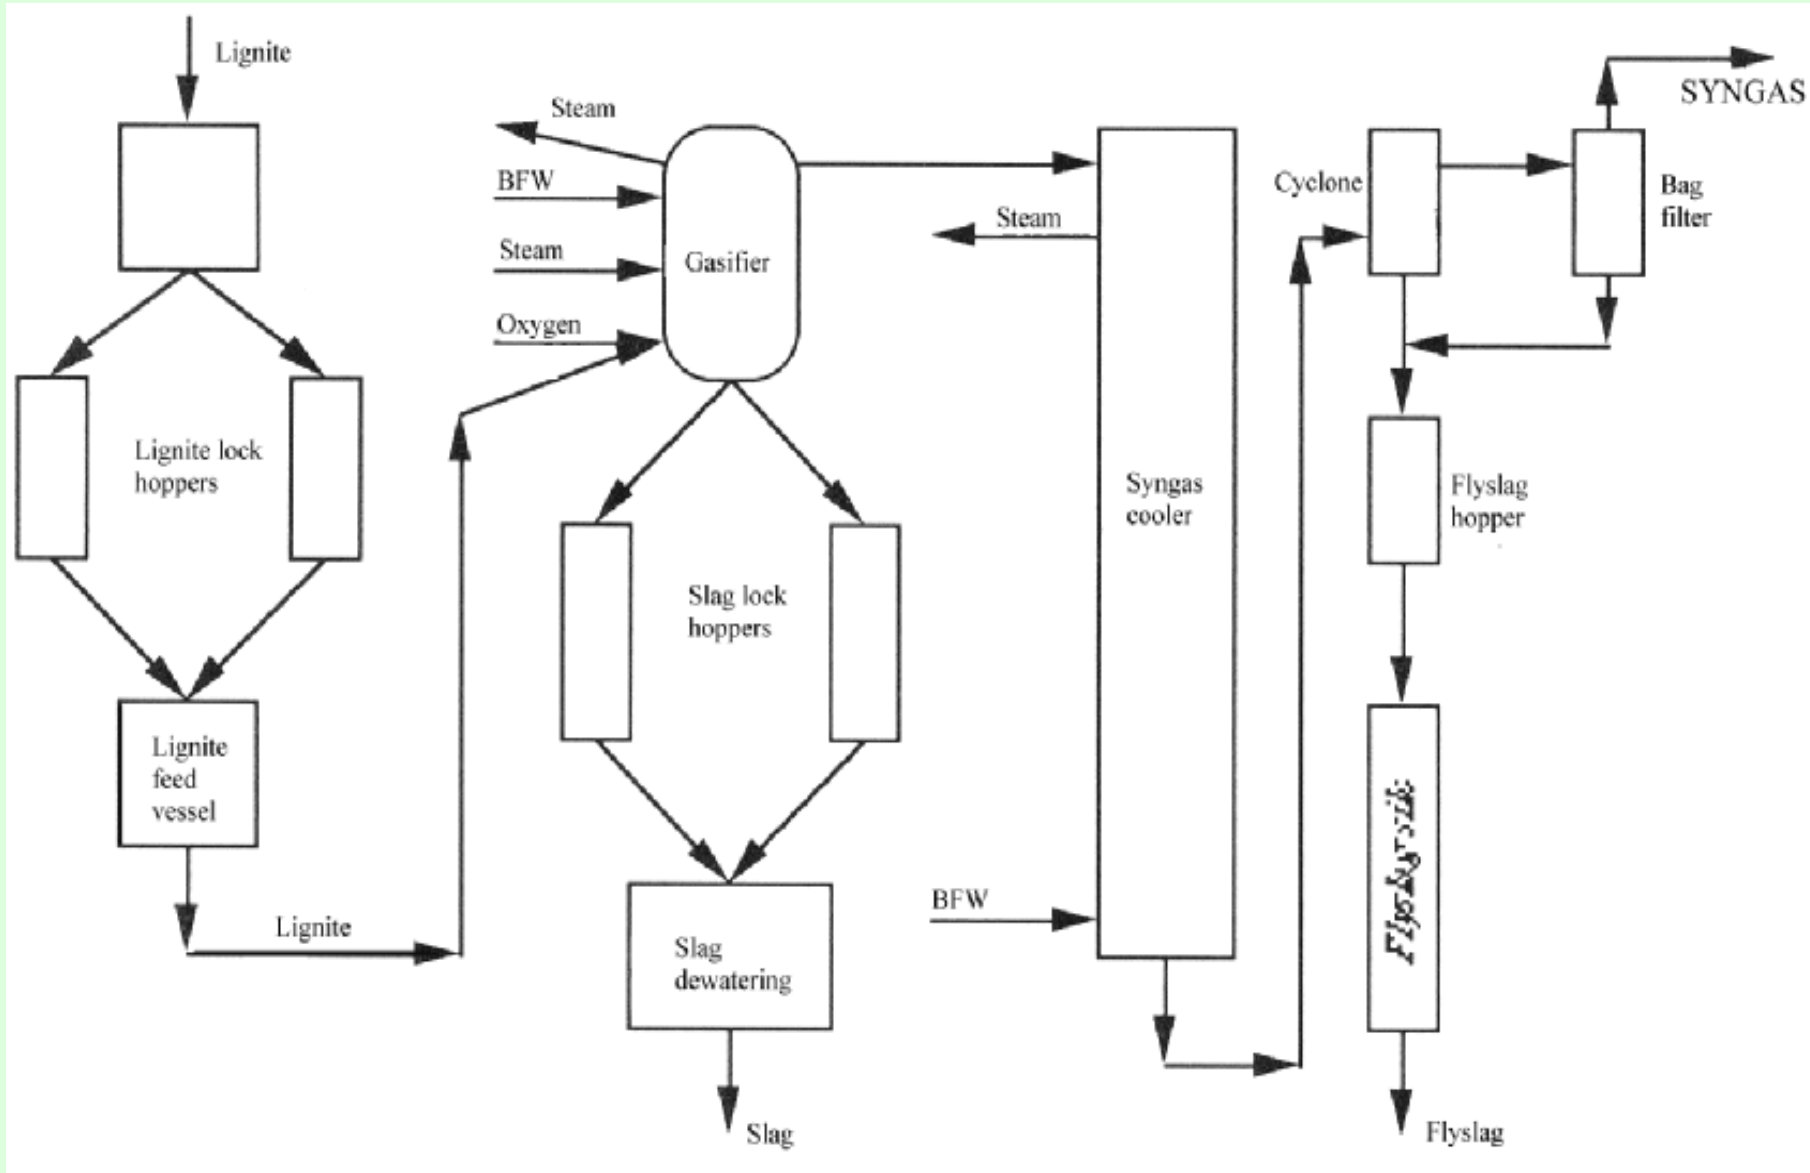 Lignite
Lignite lock
hoppers
Lignite
feed
vessel
Lignite
Steam
BFW
Steam
Oxygen
Gasifier
Slag lock
hoppers
Slag
dewatering
Slag
Steam
BFW
Syngas
cooler
Cyclone
Bag
filter
SYNGAS
Flyslag
hopper
Flyslag